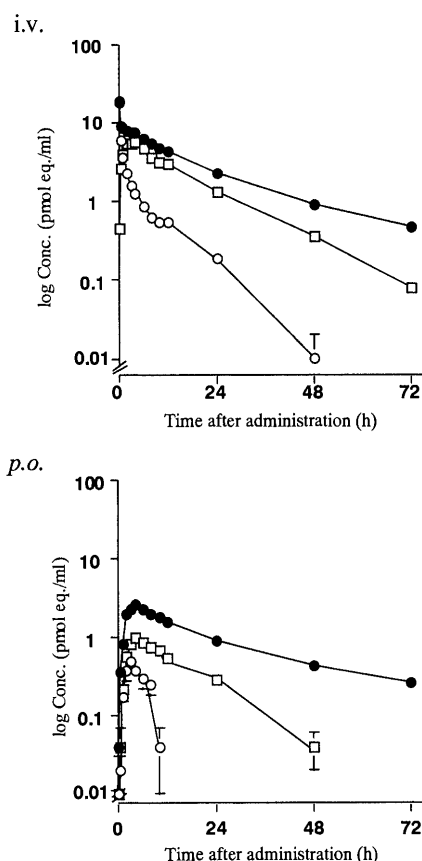 i.v.
100
10
1
0.1
0.01
log Conc. (pmol eq./ml)
0 24 48 72
Time after administration (h)
p.o.
100
10
1
0.1
0.01
log Conc. (pmol eq./ml)
0 24 48 72
Time after administration (h)